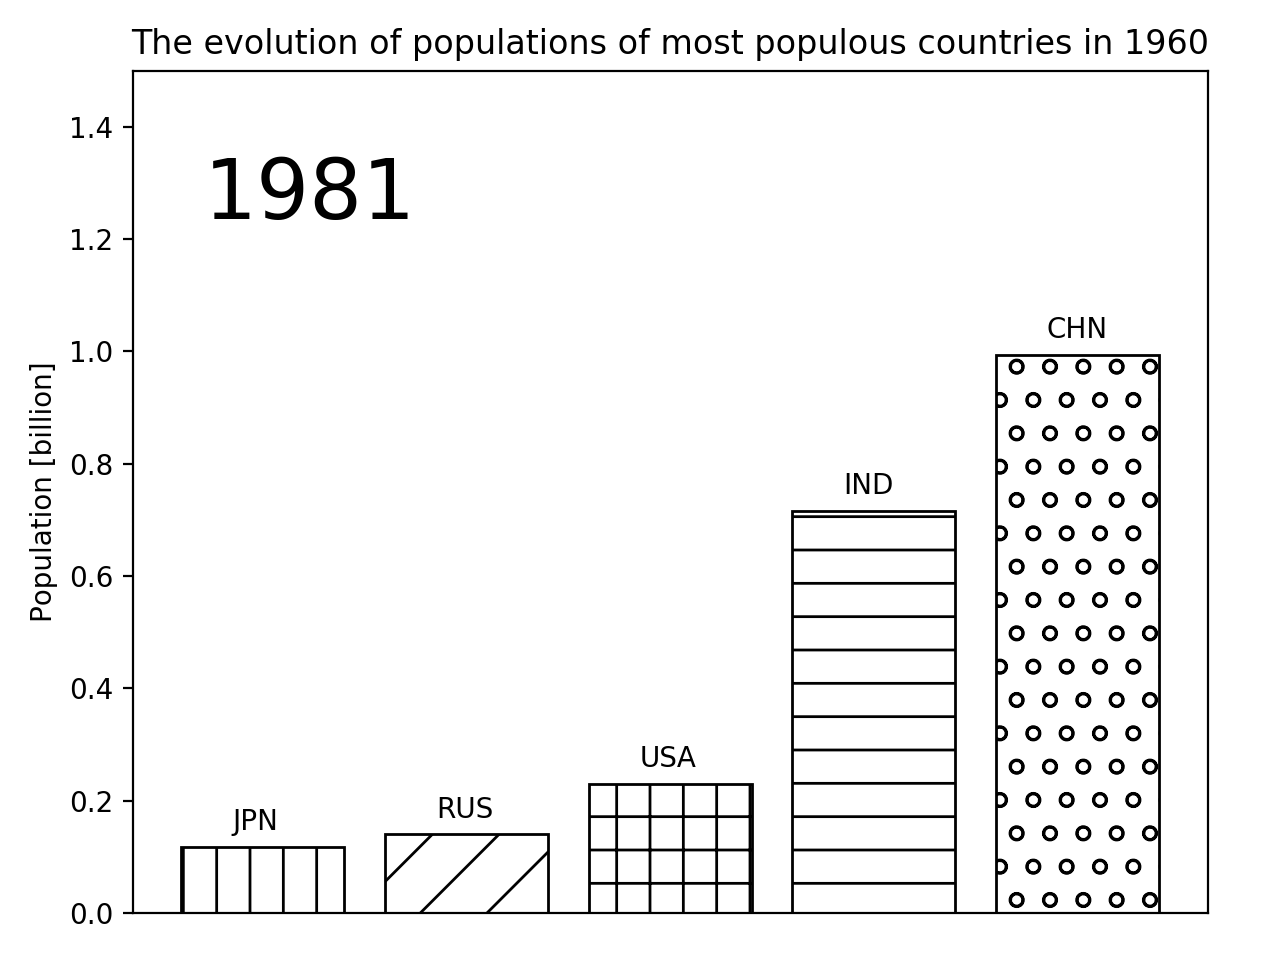 The evolution of populations of most populous countries in 1960
1981
Population [billion]
1.4
1.2
1.0
0.8
0.6
0.4
0.2
0.0
JPN
RUS
USA
IND
CHN